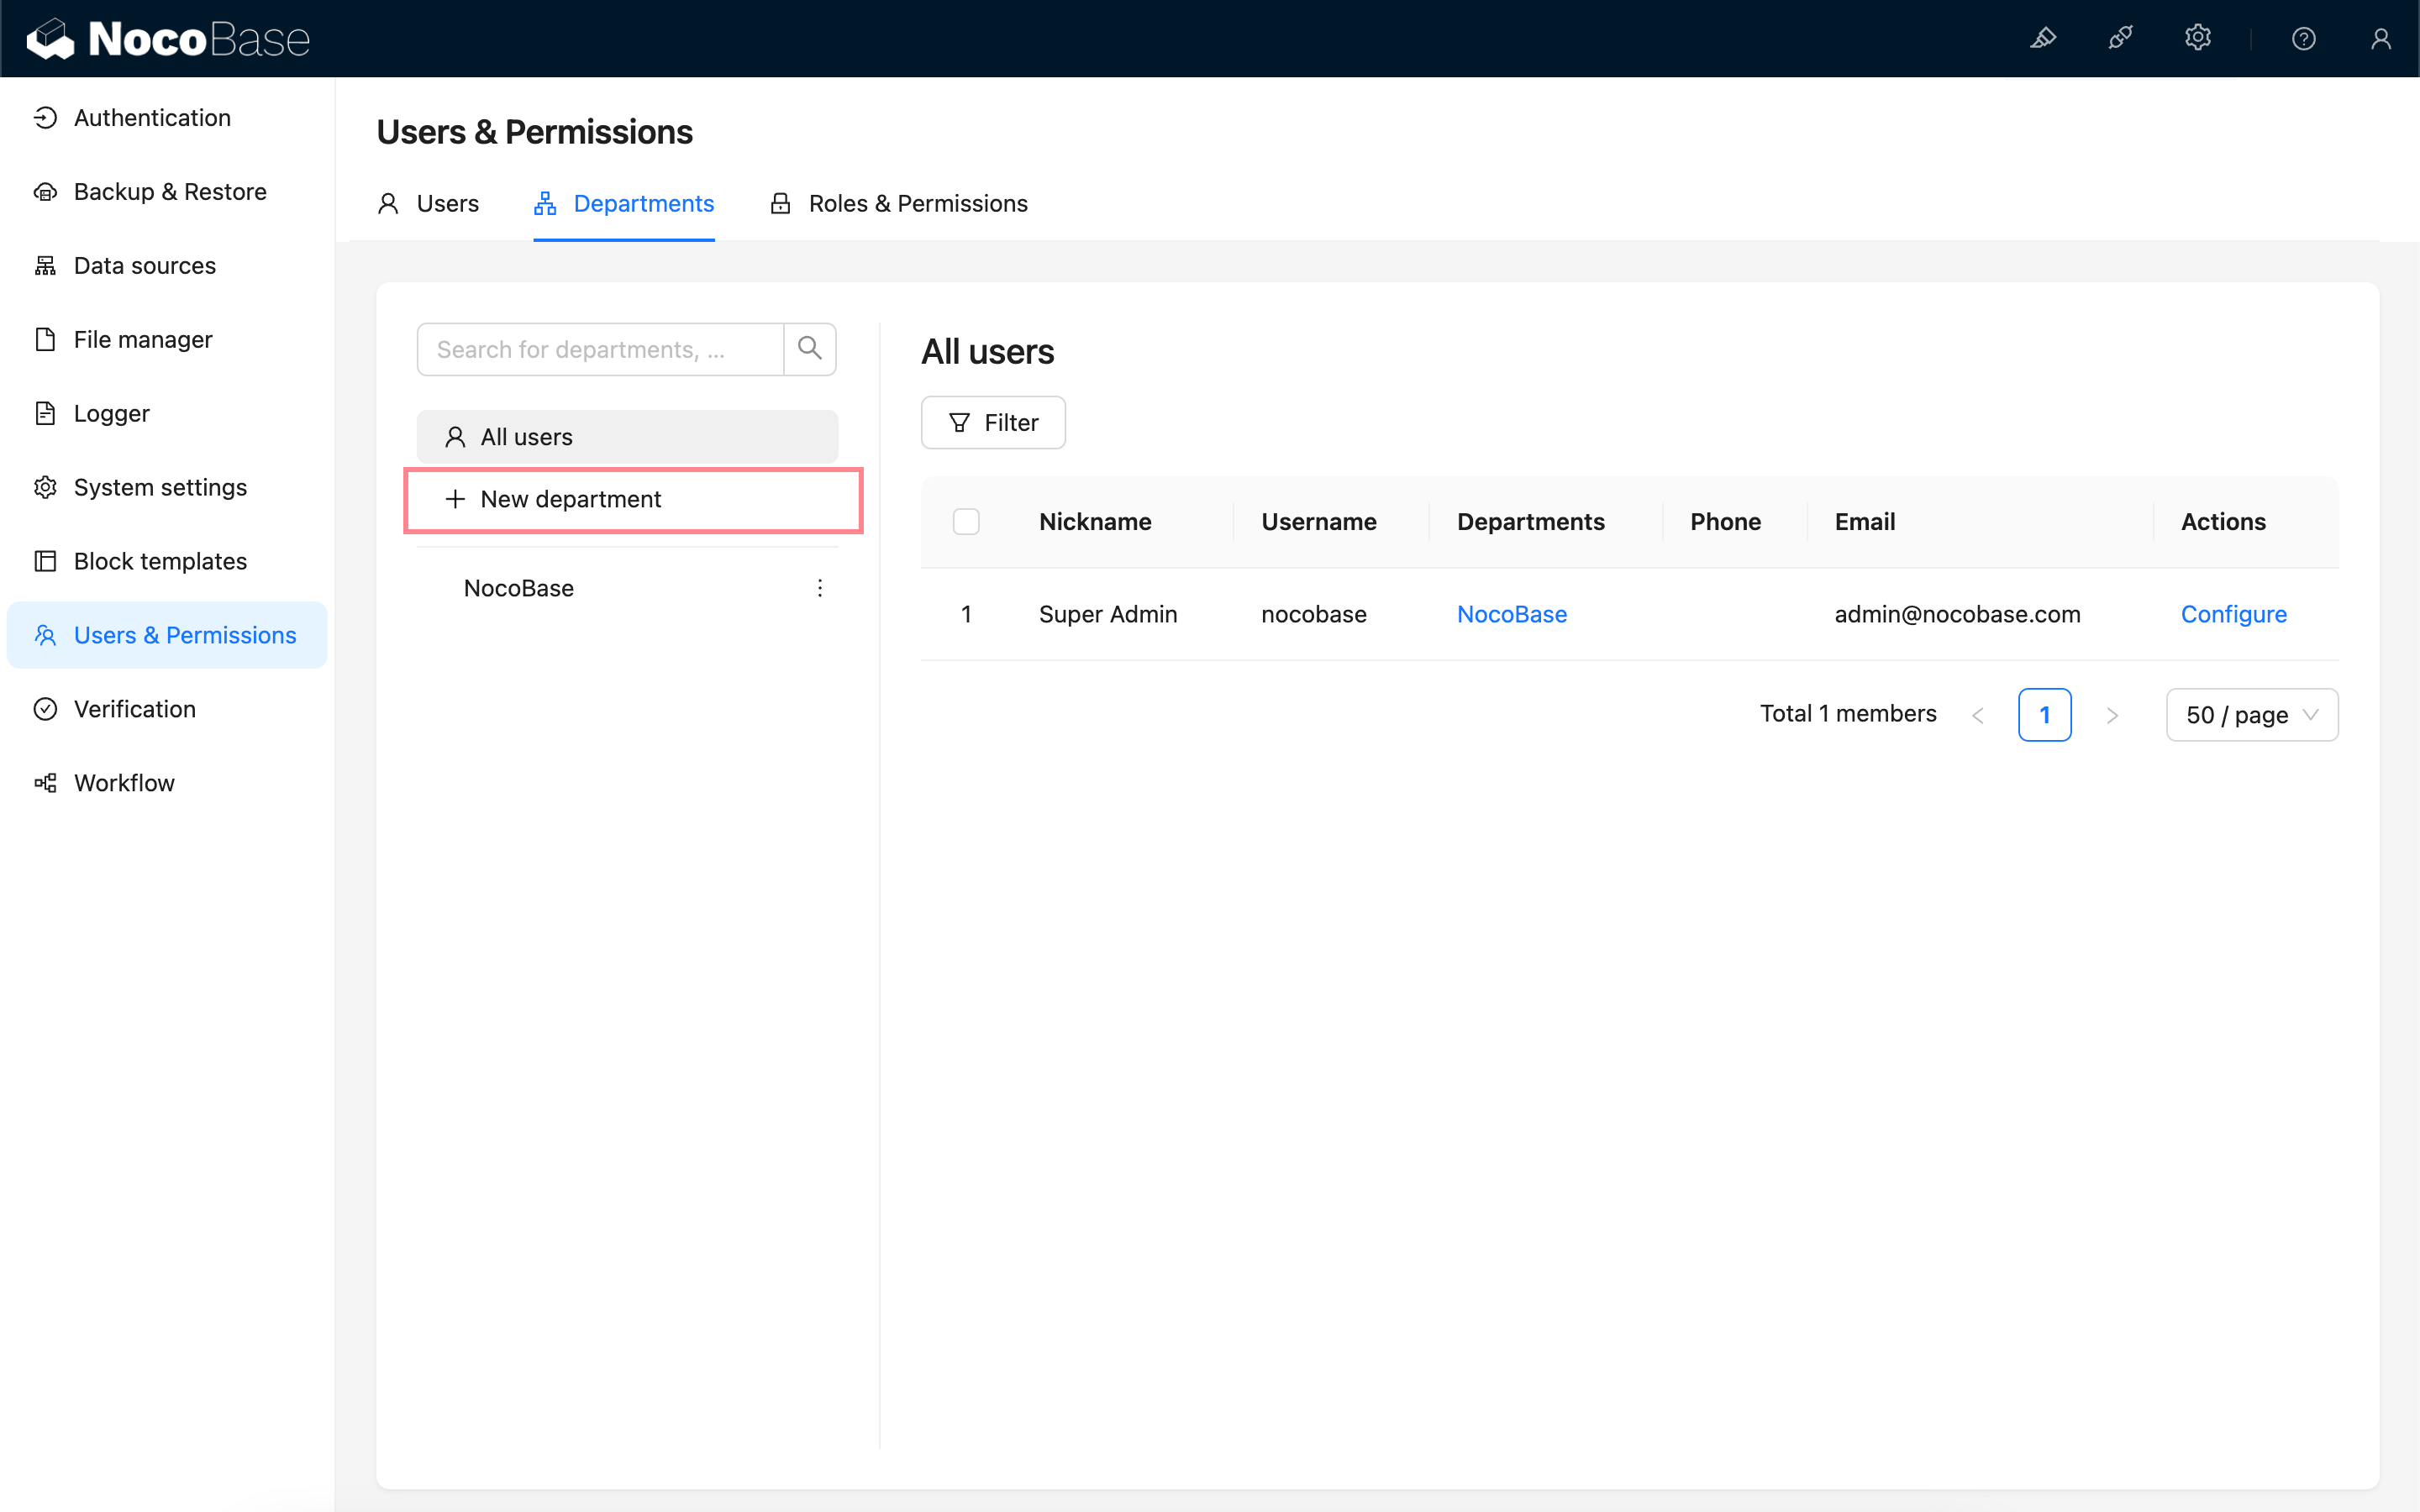 NocoBase
Authentication
Backup & Restore
Data sources
File manager
Logger
System settings
Block templates
Users & Permissions
Verification
Workflow
Users & Permissions
Users
Departments
Roles & Permissions
Search for departments, ...
All users
New department
NocoBase
All users
Filter
Nickname Username Departments Phone Email Actions
1 Super Admin nocobase NocoBase admin@nocobase.com Configure
Total 1 members 1 50 / page